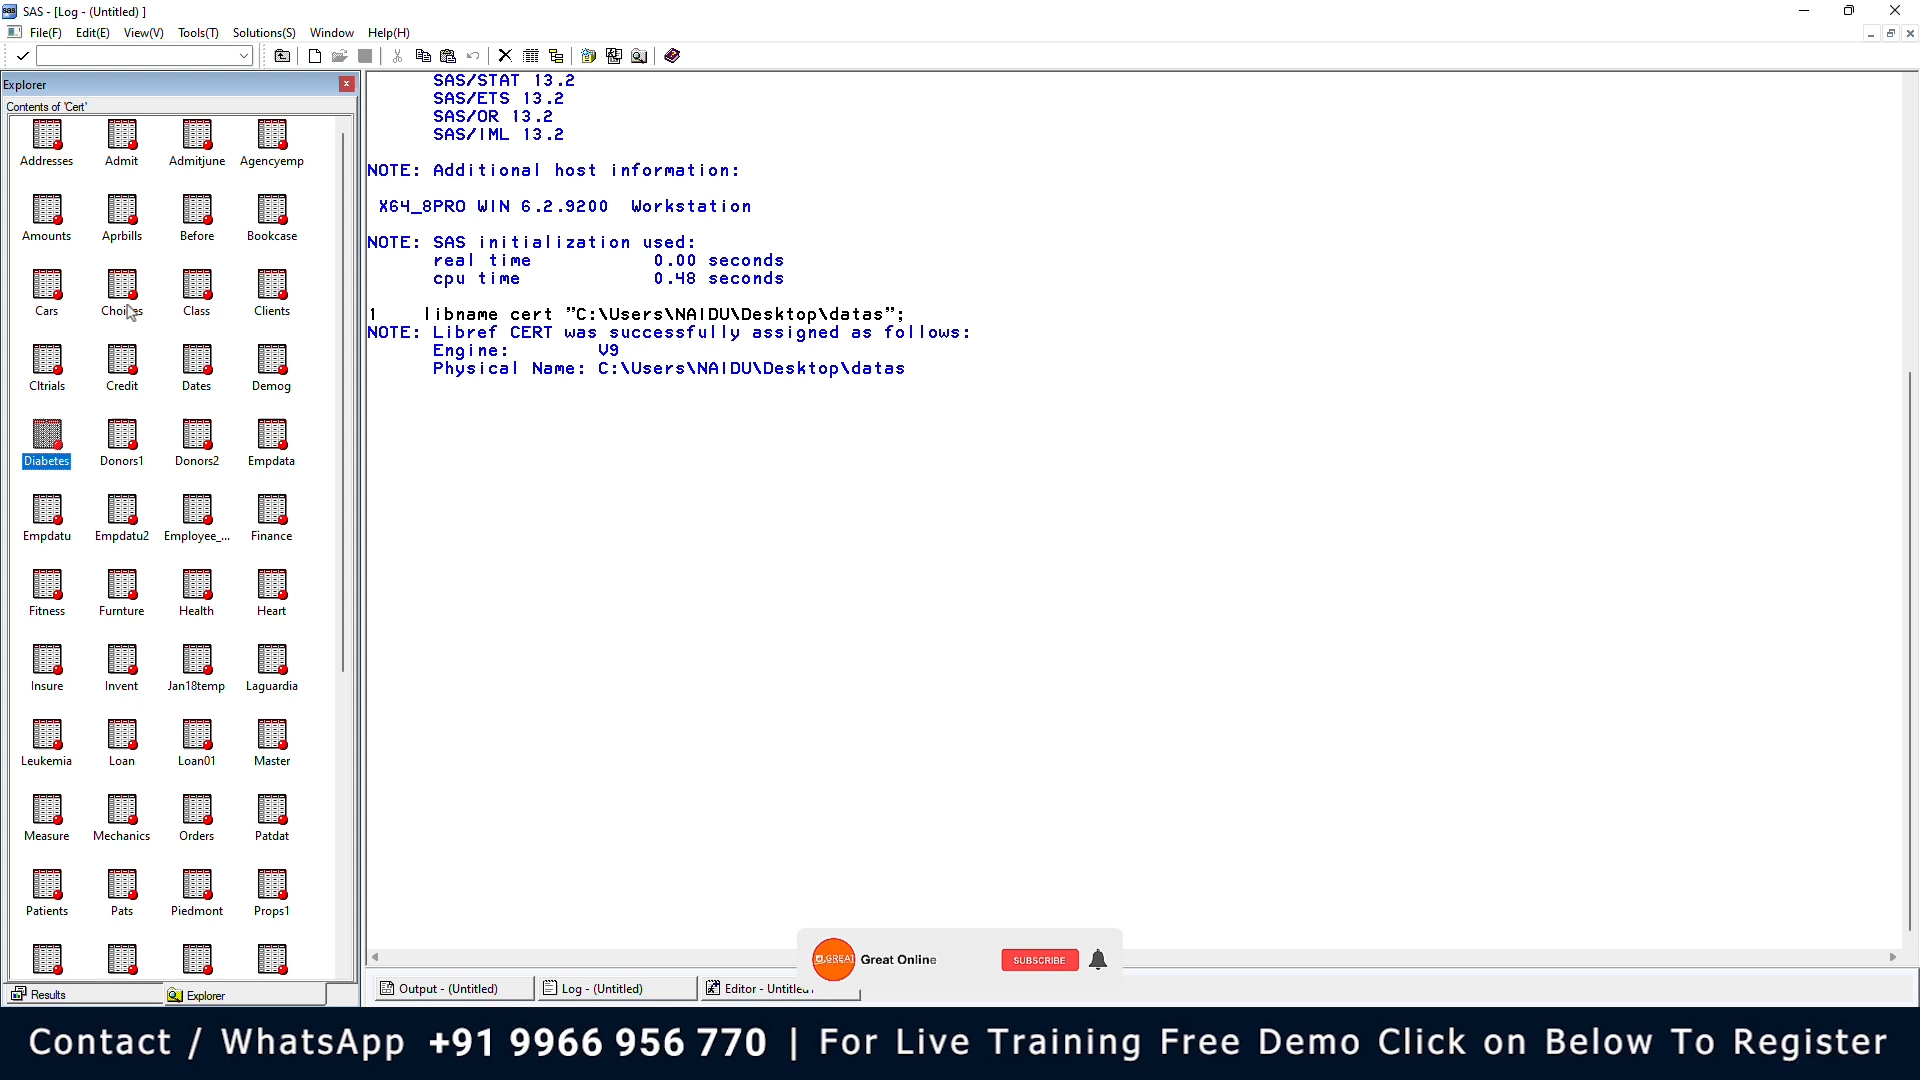 SAS - [Log - (Untitled) ]
File(F) Edit(E) View(V) Tools(T) Solutions(S) Window Help(H)
Explorer
Contents of 'Cert'
Addresses Admit Admitjune Agencyemp
Amounts Aprbills Before Bookcase
Cars Choices Class Clients
Cltrials Credit Dates Demog
Diabetes Donors1 Donors2 Empdata
Empdatu Empdatu2 Employee_... Finance
Fitness Furnture Health Heart
Insure Invent Jan18temp Laguardia
Leukemia Loan Loan01 Master
Measure Mechanics Orders Patdat
Patients Pats Piedmont Props1
Results Explorer
SAS/STAT 13.2
SAS/ETS 13.2
SAS/OR 13.2
SAS/IML 13.2
NOTE: Additional host information:
X64_8PRO WIN 6.2.9200 Workstation
NOTE: SAS initialization used:
real time 0.00 seconds
cpu time 0.48 seconds
1 libname cert "C:\Users\NAIDU\Desktop\datas";
NOTE: Libref CERT was successfully assigned as follows:
Engine: V9
Physical Name: C:\Users\NAIDU\Desktop\datas
GREAT Great Online SUBSCRIBE
Output - (Untitled) Log - (Untitled) Editor - Untitled
Contact / WhatsApp +91 9966 956 770 | For Live Training Free Demo Click on Below To Register